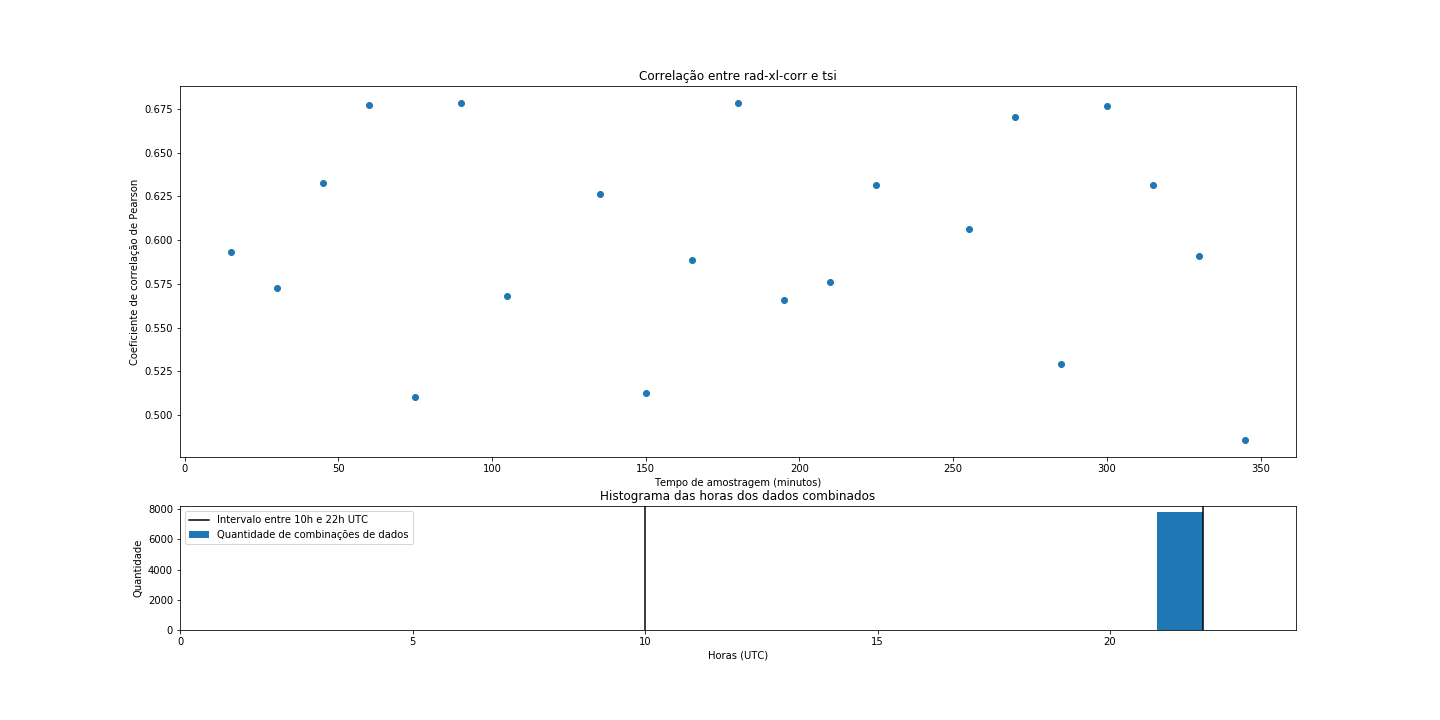 Correlação entre rad-xl-corr e tsi
0.675
0.650
0.625
0.600
0.575
0.550
0.525
0.500
Coeficiente de correlação de Pearson
0 50 100 150 200 250 300 350
Tempo de amostragem (minutos)
Histograma das horas dos dados combinados
8000
6000
4000
2000
0
Quantidade
Intervalo entre 10h e 22h UTC
Quantidade de combinações de dados
0 5 10 15 20
Horas (UTC)